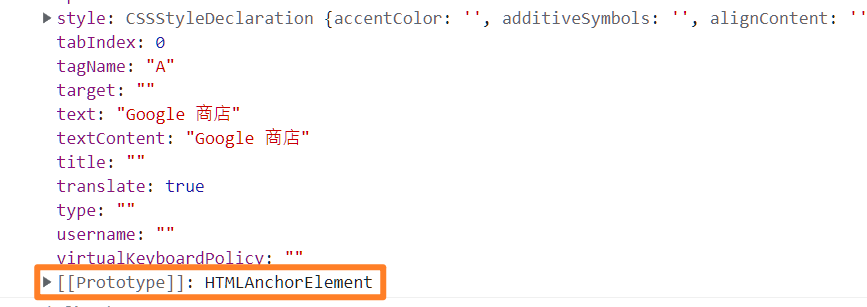 ▶style: CSSStyleDeclaration {accentColor: '', additiveSymbols: '', alignContent: ''
tabIndex: 0
tagName: "A"
target: ""
text: "Google 商店"
textContent: "Google 商店"
title: ""
translate: true
type: ""
username: ""
virtualKeyboardPolicy: ""
▶[[Prototype]]: HTMLAnchorElement